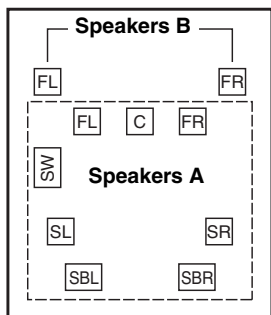 Speakers B
FL FR
FL C FR
SW
Speakers A
SL SR
SBL SBR